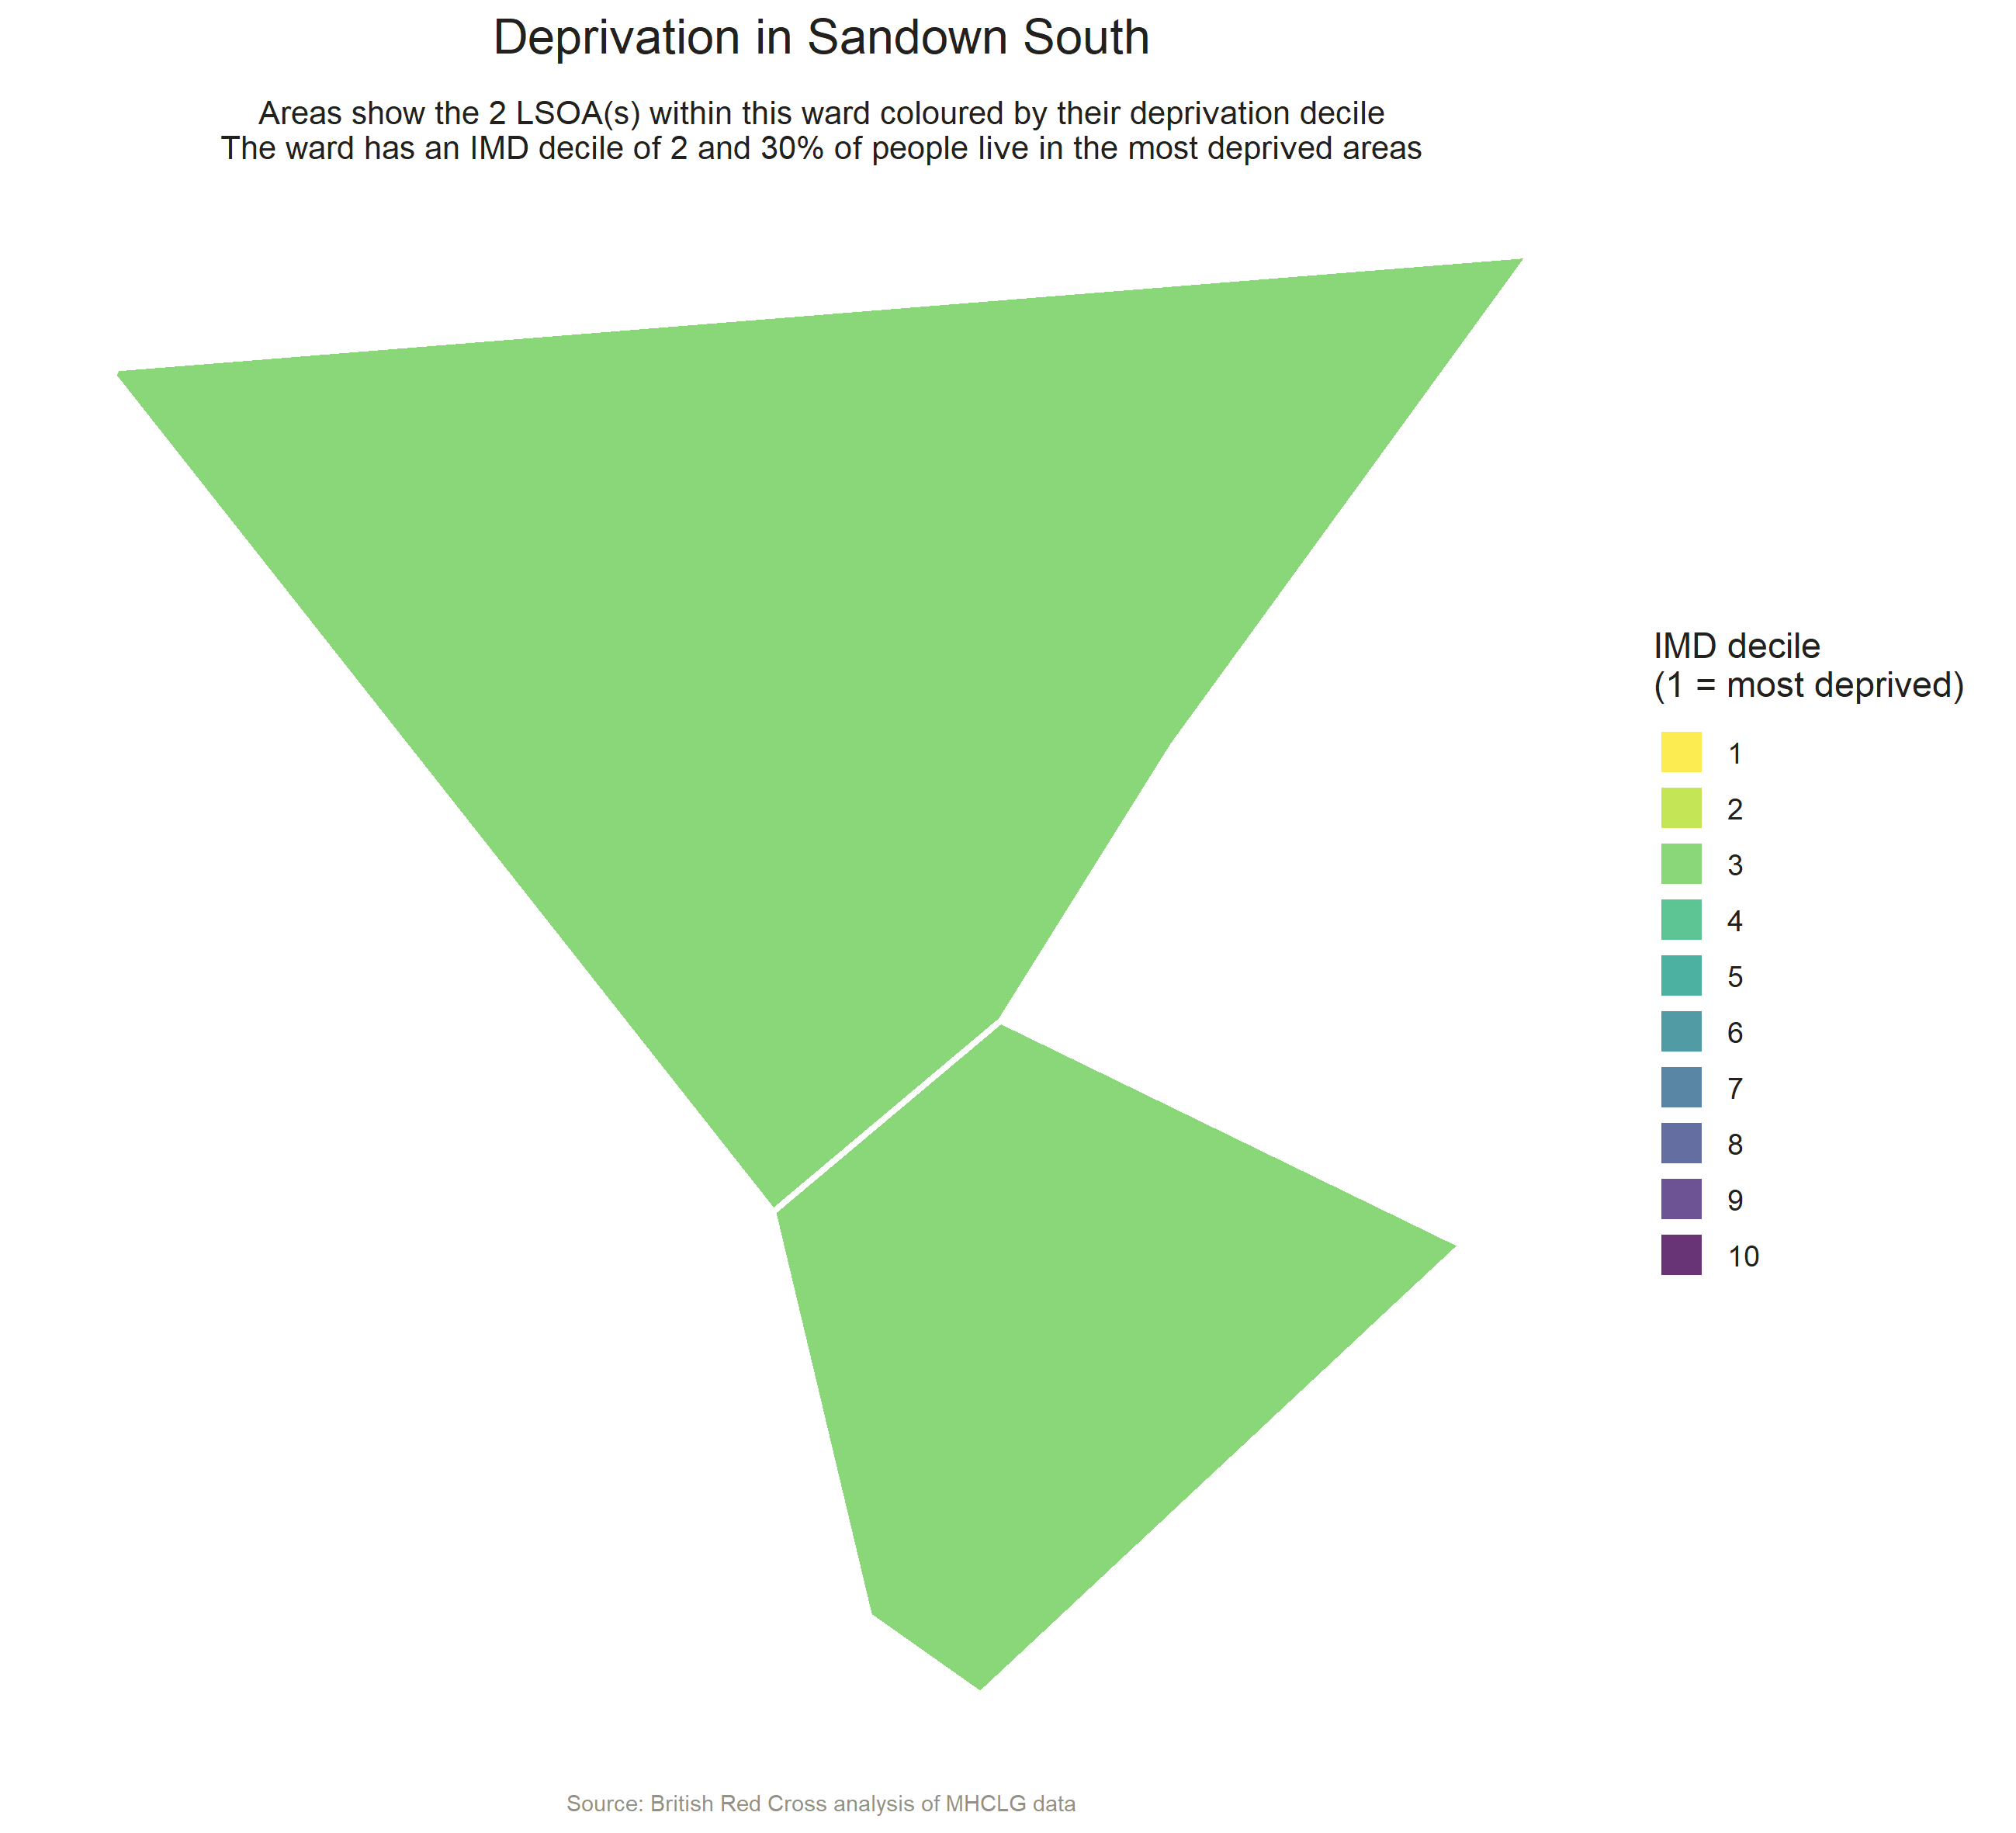 Deprivation in Sandown South
Areas show the 2 LSOA(s) within this ward coloured by their deprivation decile
The ward has an IMD decile of 2 and 30% of people live in the most deprived areas
IMD decile
(1 = most deprived)
1
2
3
4
5
6
7
8
9
10
Source: British Red Cross analysis of MHCLG data